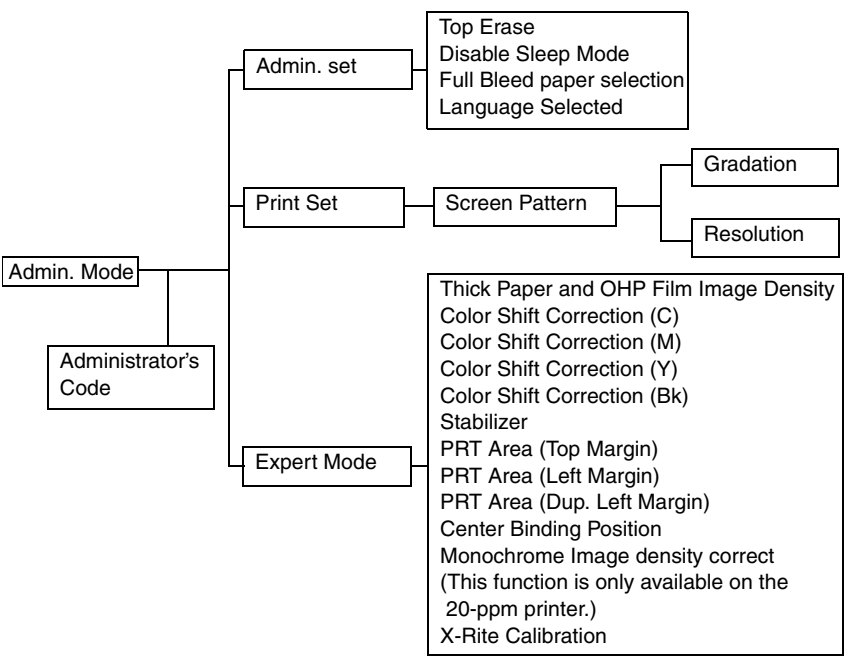 Admin. Mode
Administrator's
Code
Admin. set
Top Erase
Disable Sleep Mode
Full Bleed paper selection
Language Selected
Print Set
Screen Pattern
Gradation
Resolution
Expert Mode
Thick Paper and OHP Film Image Density
Color Shift Correction (C)
Color Shift Correction (M)
Color Shift Correction (Y)
Color Shift Correction (Bk)
Stabilizer
PRT Area (Top Margin)
PRT Area (Left Margin)
PRT Area (Dup. Left Margin)
Center Binding Position
Monochrome Image density correct
(This function is only available on the
20-ppm printer.)
X-Rite Calibration